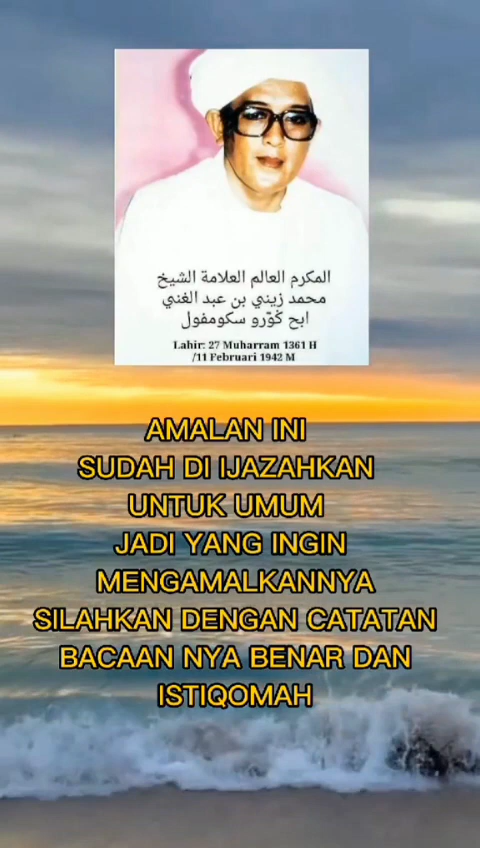 المكرم العالم العلامة الشيخ
محمد زيني بن عبد الغني
ابح ݢورو سكومفول
Lahir: 27 Muharram 1361 H
/11 Februari 1942 M
AMALAN INI
SUDAH DI IJAZAHKAN
UNTUK UMUM
JADI YANG INGIN
MENGAMALKANNYA
SILAHKAN DENGAN CATATAN
BACAAN NYA BENAR DAN
ISTIQOMAH